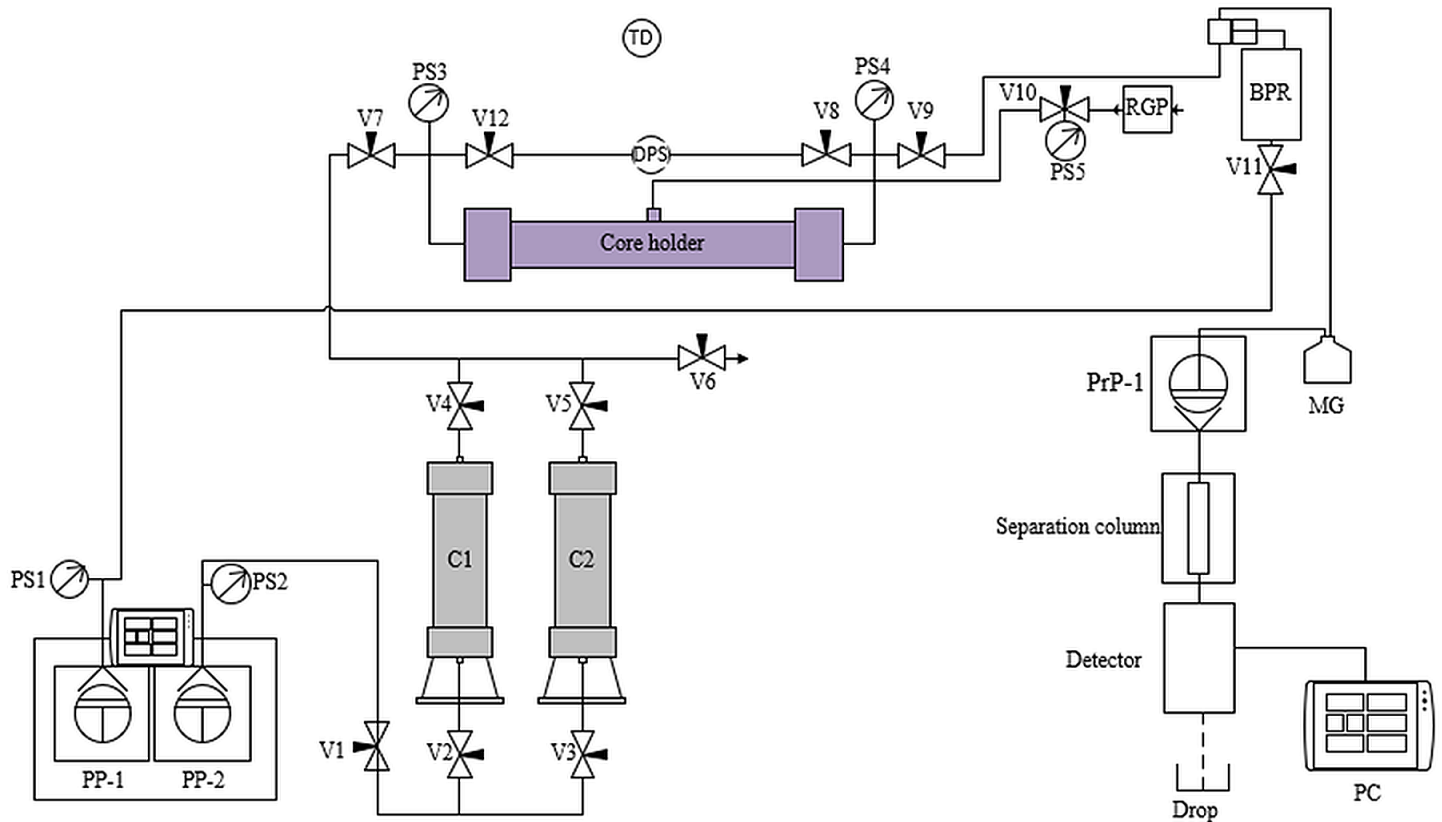 TD
PS3
PS4
V7
V12
V8
V9
V10
RGP
BPR
DPS
PS5
V11
Core holder
V6
PrP-1
MG
V4
V5
Separation column
C1
C2
PS1
PS2
Detector
V1
V2
V3
PP-1
PP-2
PC
Drop